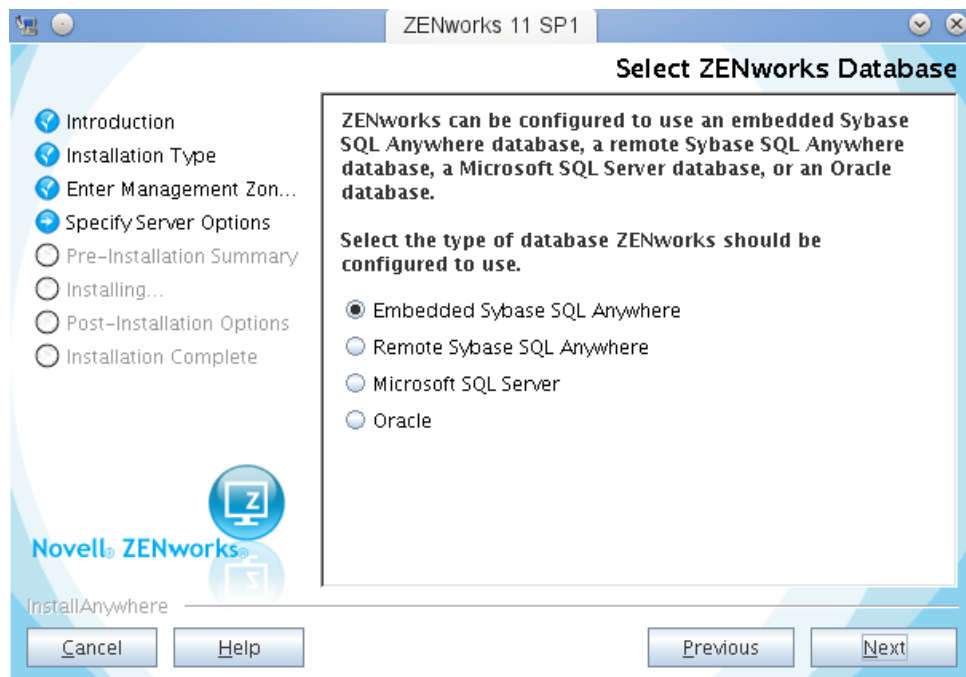 ZENworks 11 SP1
Select ZENworks Database
Introduction
Installation Type
Enter Management Zon...
Specify Server Options
Pre-Installation Summary
Installing...
Post-Installation Options
Installation Complete
ZENworks can be configured to use an embedded Sybase
SQL Anywhere database, a remote Sybase SQL Anywhere
database, a Microsoft SQL Server database, or an Oracle
database.
Select the type of database ZENworks should be
configured to use.
Embedded Sybase SQL Anywhere
Remote Sybase SQL Anywhere
Microsoft SQL Server
Oracle
Z
Novell® ZENworks®
InstallAnywhere
Cancel
Help
Previous
Next